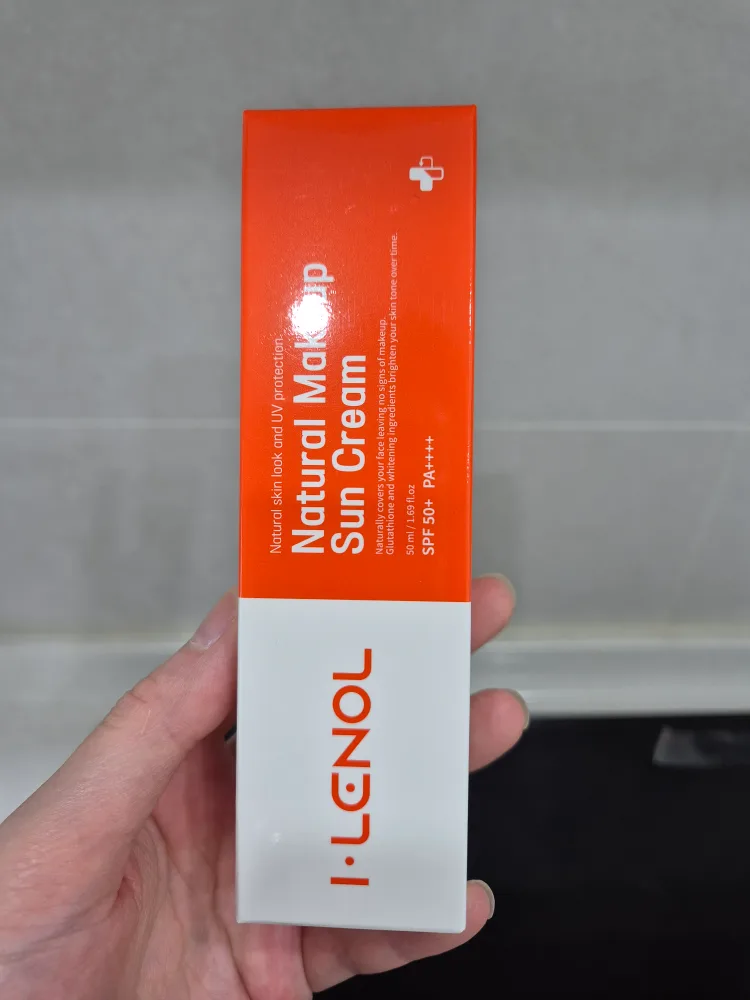 Natural skin look and UV protection.
Natural Makeup
Sun Cream
Naturally covers your face leaving no signs of makeup.
Glutathione and whitening ingredients brighten your skin tone over time.
50 ml / 1.69 fl.oz
SPF 50+ PA++++
I·LENOL